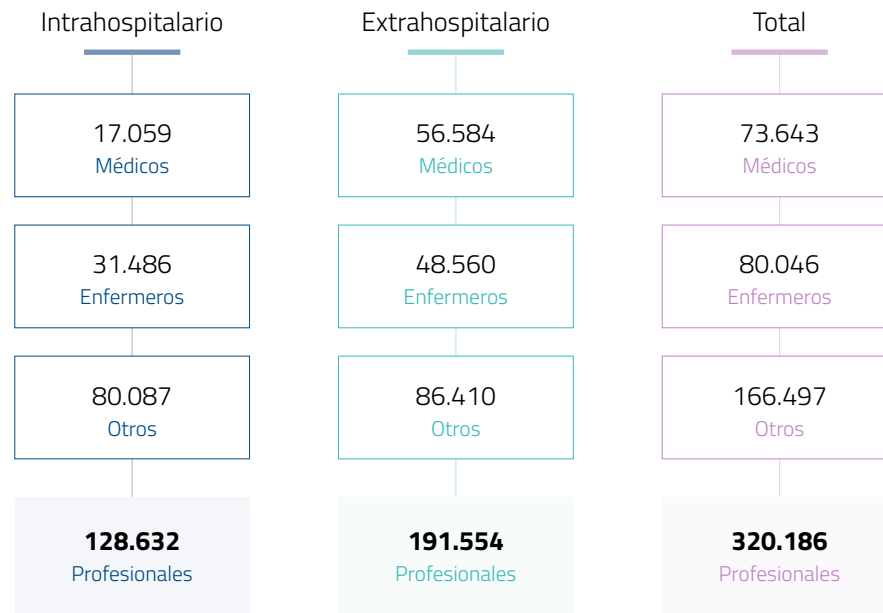 Intrahospitalario
17.059
Médicos
31.486
Enfermeros
80.087
Otros
128.632
Profesionales
Extrahospitalario
56.584
Médicos
48.560
Enfermeros
86.410
Otros
191.554
Profesionales
Total
73.643
Médicos
80.046
Enfermeros
166.497
Otros
320.186
Profesionales